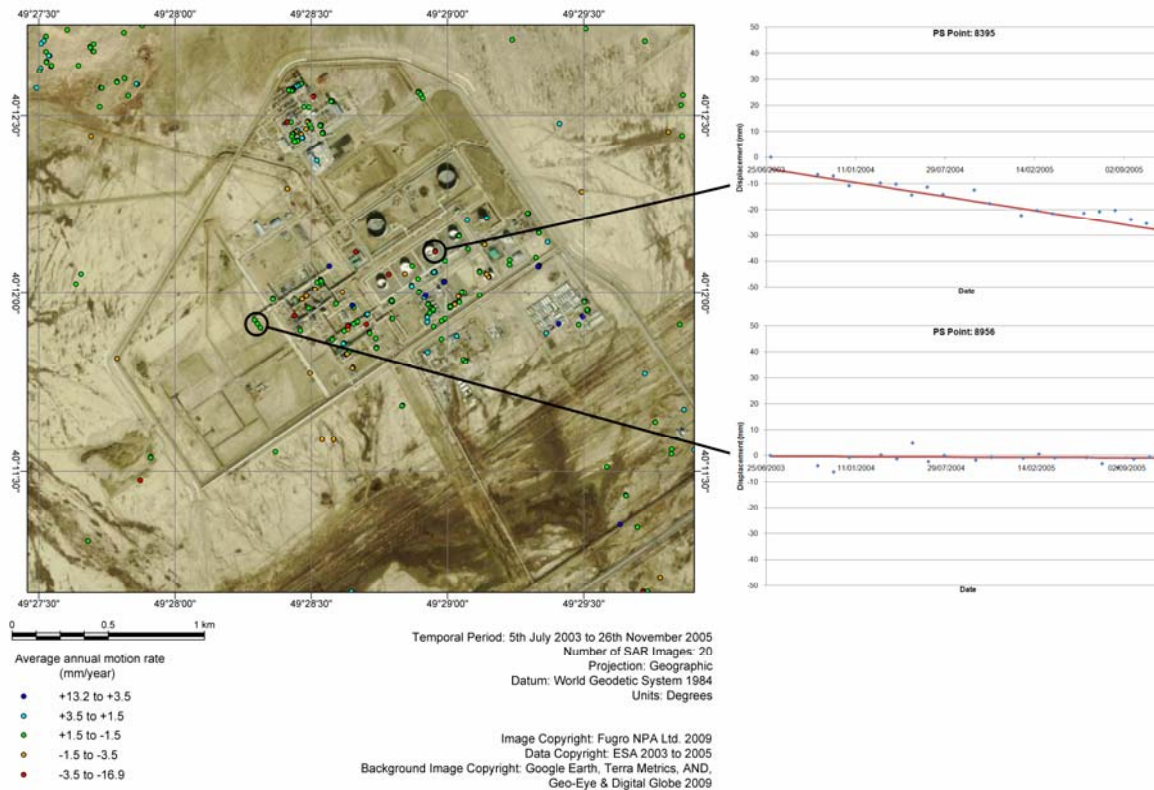 49°27'30" 49°28'00" 49°28'30" 49°29'00" 49°29'30"
40°12'30" 40°12'30"
40°12'00" 40°12'00"
40°11'30" 40°11'30"
49°27'30" 49°28'00" 49°28'30" 49°29'00" 49°29'30"
0 0.5 1 km
Average annual motion rate
(mm/year)
+13.2 to +3.5
+3.5 to +1.5
+1.5 to -1.5
-1.5 to -3.5
-3.5 to -16.9
Temporal Period: 5th July 2003 to 26th November 2005
Number of SAR Images: 20
Projection: Geographic
Datum: World Geodetic System 1984
Units: Degrees
Image Copyright: Fugro NPA Ltd. 2009
Data Copyright: ESA 2003 to 2005
Background Image Copyright: Google Earth, Terra Metrics, AND,
Geo-Eye & Digital Globe 2009
PS Point: 8395
Displacement (mm)
50
40
30
20
10
0
-10
-20
-30
-40
-50
25/06/2003 11/01/2004 29/07/2004 14/02/2005 02/09/2005
Date
PS Point: 8956
Displacement (mm)
50
40
30
20
10
0
-10
-20
-30
-40
-50
25/06/2003 11/01/2004 29/07/2004 14/02/2005 02/09/2005
Date